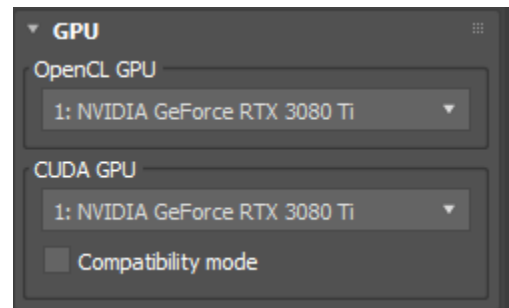 GPU
OpenCL GPU
1: NVIDIA GeForce RTX 3080 Ti
CUDA GPU
1: NVIDIA GeForce RTX 3080 Ti
Compatibility mode